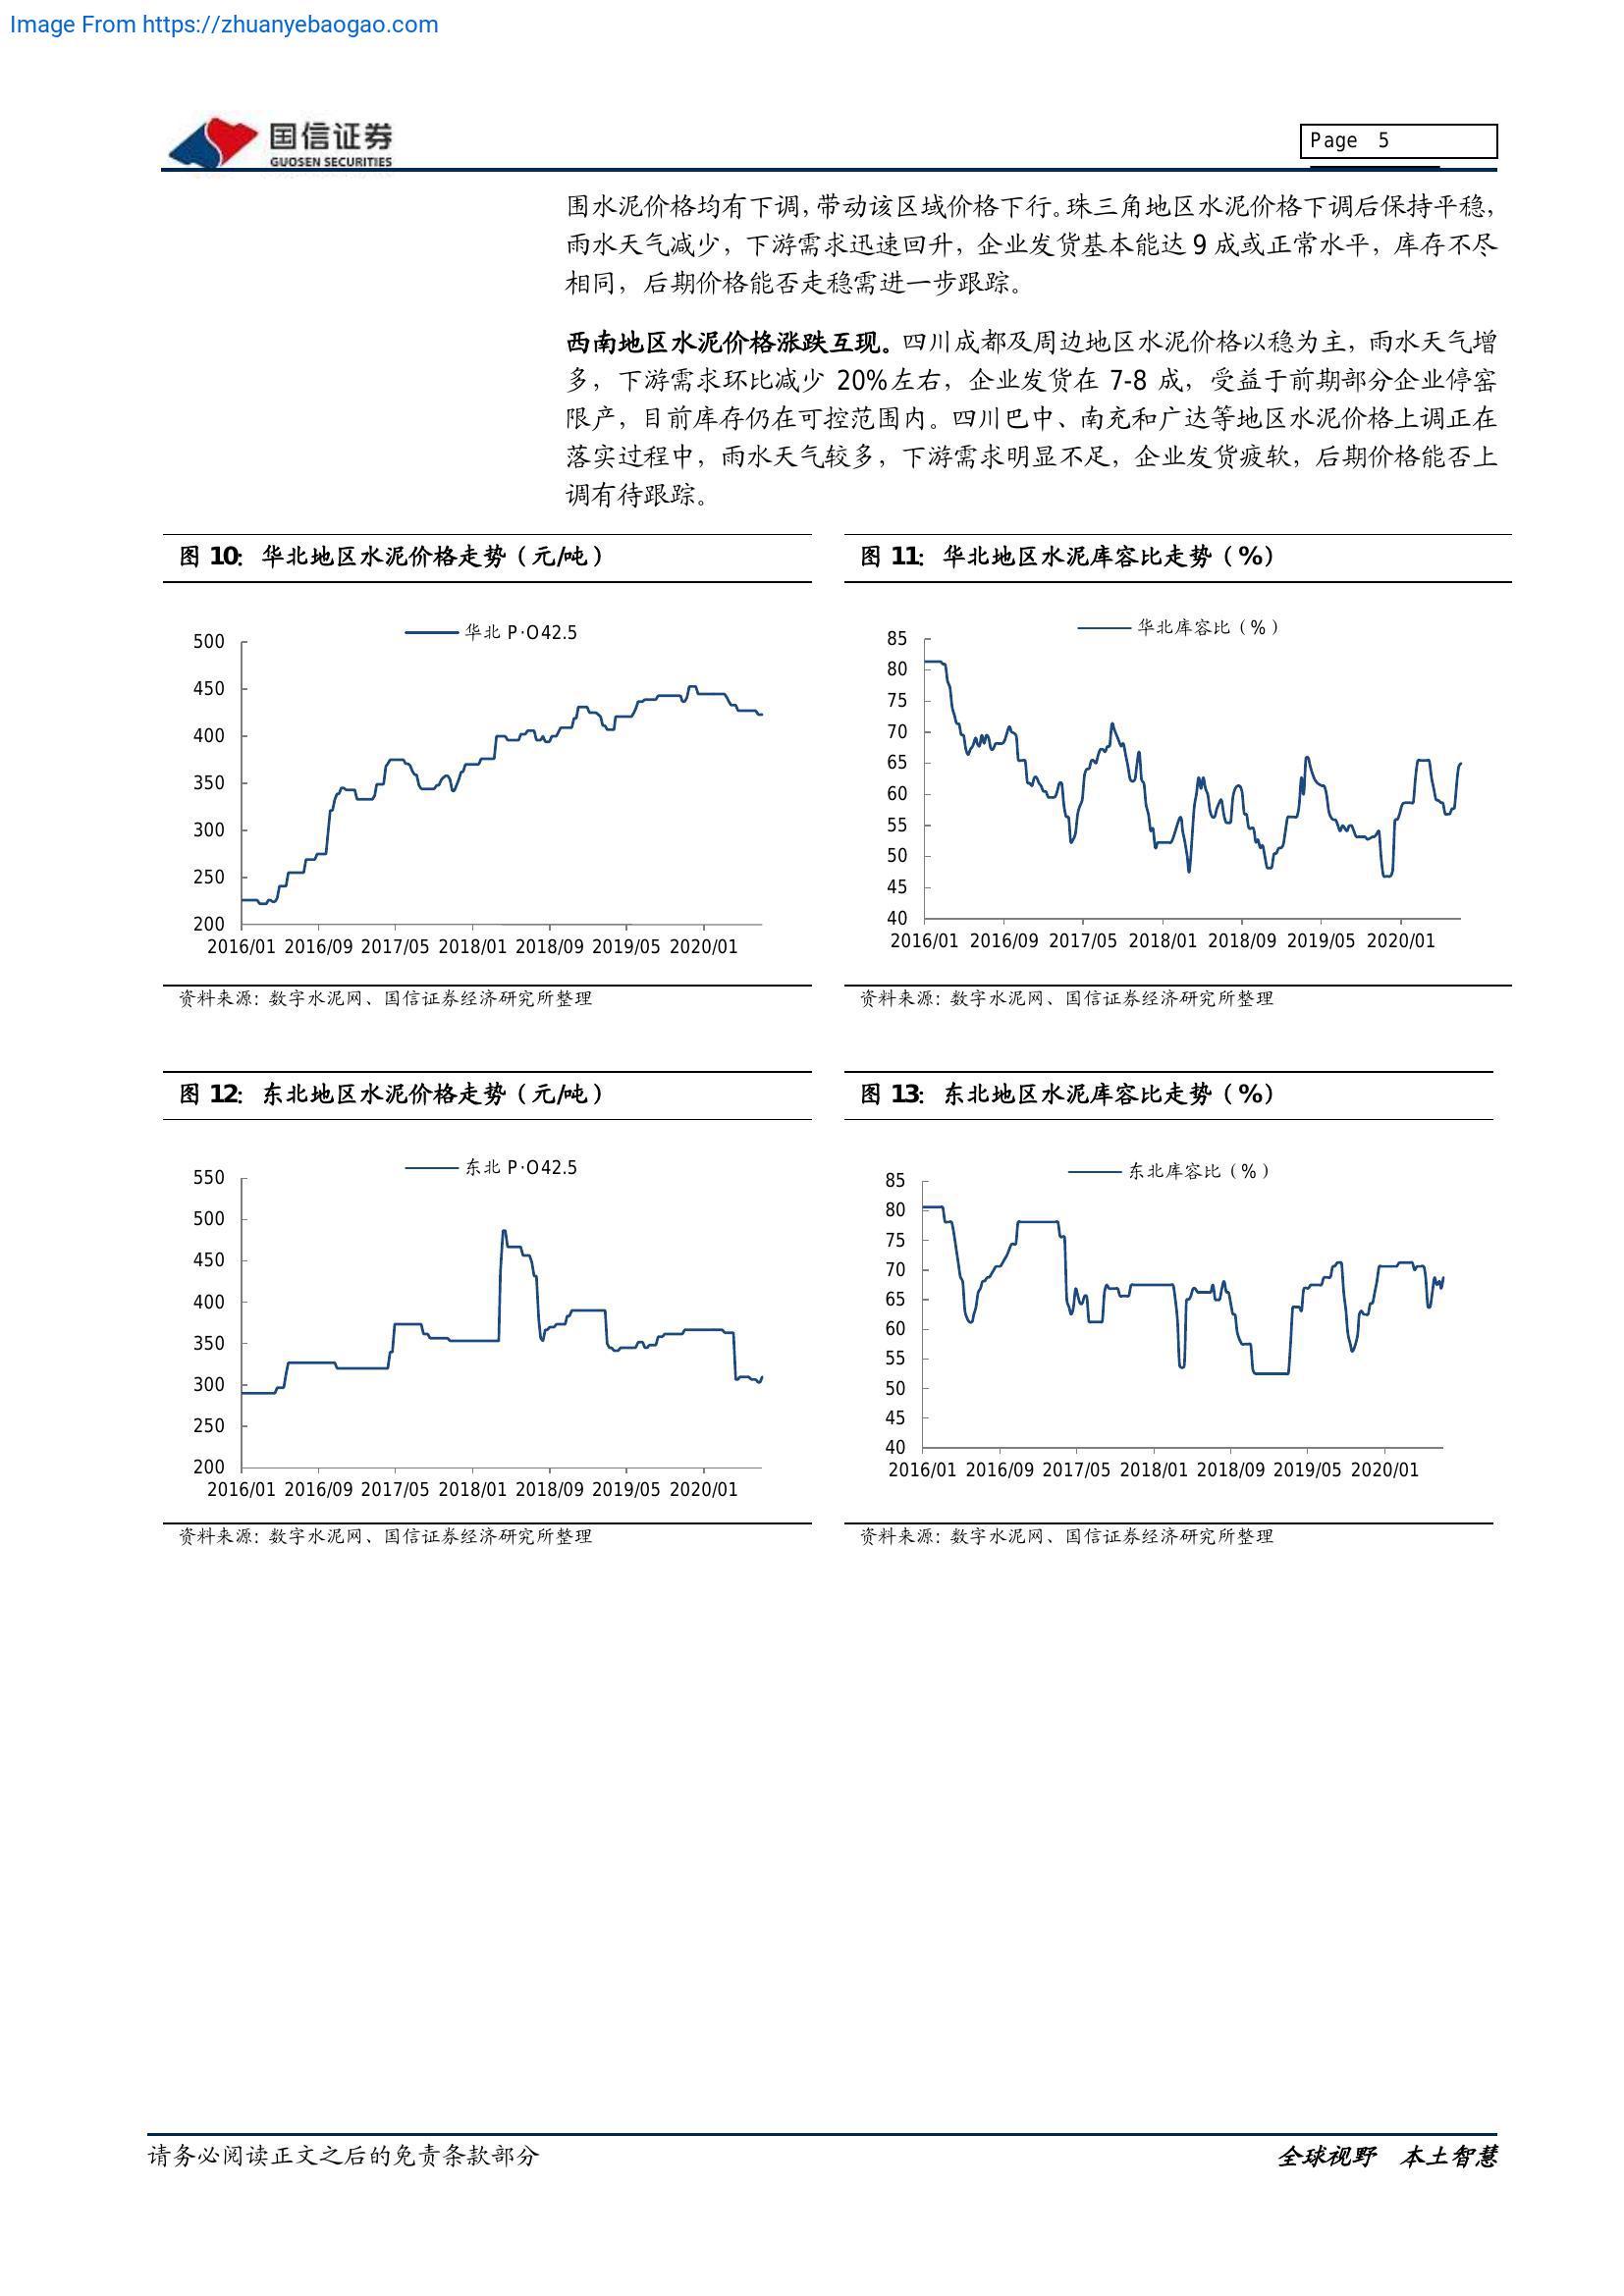 Image From https://zhuanyebaogao.com
国信证券
GUOSEN SECURITIES
Page 5
围水泥价格均有下调，带动该区域价格下行。珠三角地区水泥价格下调后保持平稳，
雨水天气减少，下游需求迅速回升，企业发货基本能达 9 成或正常水平，库存不尽
相同，后期价格能否走稳需进一步跟踪。
西南地区水泥价格涨跌互现。四川成都及周边地区水泥价格以稳为主，雨水天气增
多，下游需求环比减少 20%左右，企业发货在 7-8 成，受益于前期部分企业停窑
限产，目前库存仍在可控范围内。四川巴中、南充和广达等地区水泥价格上调正在
落实过程中，雨水天气较多，下游需求明显不足，企业发货疲软，后期价格能否上
调有待跟踪。
图 10： 华北地区水泥价格走势（元/吨）
华北 P·O42.5
500
450
400
350
300
250
200
2016/01 2016/09 2017/05 2018/01 2018/09 2019/05 2020/01
资料来源：数字水泥网、国信证券经济研究所整理
图 11： 华北地区水泥库容比走势（%）
华北库容比（%）
85
80
75
70
65
60
55
50
45
40
2016/01 2016/09 2017/05 2018/01 2018/09 2019/05 2020/01
资料来源：数字水泥网、国信证券经济研究所整理
图 12： 东北地区水泥价格走势（元/吨）
东北 P·O42.5
550
500
450
400
350
300
250
200
2016/01 2016/09 2017/05 2018/01 2018/09 2019/05 2020/01
资料来源：数字水泥网、国信证券经济研究所整理
图 13： 东北地区水泥库容比走势（%）
东北库容比（%）
85
80
75
70
65
60
55
50
45
40
2016/01 2016/09 2017/05 2018/01 2018/09 2019/05 2020/01
资料来源：数字水泥网、国信证券经济研究所整理
请务必阅读正文之后的免责条款部分
全球视野 本土智慧